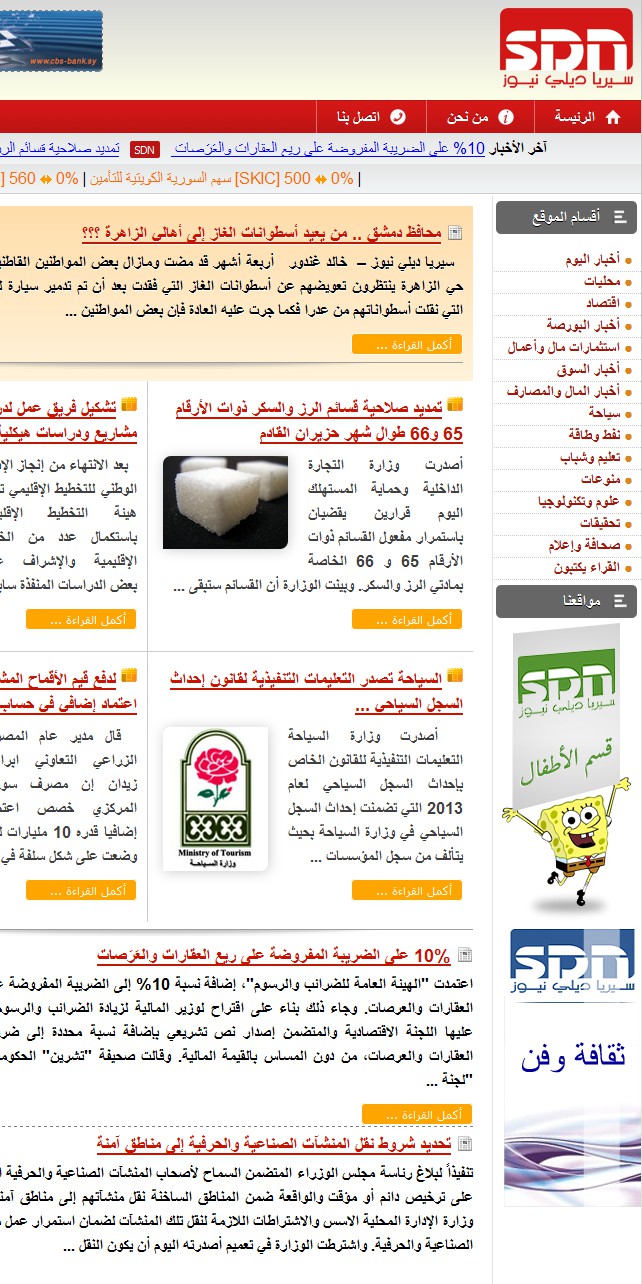 SDN
سيريا ديلي نيوز
www.cbs-bank.sy
الرئيسة
من نحن
اتصل بنا
آخر الأخبار
10% على الضريبة المفروضة على ريع العقارات والعَرَصات
SDN
تمديد صلاحية قسائم
| سهم السورية الكويتية للتأمين [SKIC] 500 0% | 560 0%
أقسام الموقع
أخبار اليوم
محليات
اقتصاد
أخبار البورصة
استثمارات مال وأعمال
أخبار السوق
أخبار المال والمصارف
سياحة
نفط وطاقة
تعليم وشباب
منوعات
علوم وتكنولوجيا
تحقيقات
صحافة وإعلام
القراء يكتبون
مواقعنا
SDN
سيريا ديلي نيوز
قسم الأطفال
SDN
سيريا ديلي نيوز
ثقافة وفن
محافظ دمشق .. من يعيد أسطوانات الغاز إلى أهالي الزاهرة ؟؟؟
سيريا ديلي نيوز – خالد غندور أربعة أشهر قد مضت ومازال بعض المواطنين
حي الزاهرة ينتظرون تعويضهم عن أسطوانات الغاز التي فقدت بعد أن تم تدمير سيارة
التي نقلت أسطواناتهم من عدرا فكما جرت عليه العادة فإن بعض المواطنين ...
أكمل القراءة ...
تمديد صلاحية قسائم الرز والسكر ذوات الأرقام
65 و66 طوال شهر حزيران القادم
أصدرت وزارة التجارة
الداخلية وحماية المستهلك
اليوم قرارين يقضيان
باستمرار مفعول القسائم ذوات
الأرقام 65 و 66 الخاصة
بمادتي الرز والسكر. وبينت الوزارة أن القسائم ستبقى ...
أكمل القراءة ...
تشكيل فريق عمل
مشاريع ودراسات هيكلية
بعد الانتهاء من إنجاز
الوطني للتخطيط الإقليمي
هيئة التخطيط
باستكمال عدد من
الإقليمية والإشراف
بعض الدراسات المنفذة
أكمل القراءة ...
السياحة تصدر التعليمات التنفيذية لقانون إحداث
السجل السياحي ...
أصدرت وزارة السياحة
التعليمات التنفيذية للقانون الخاص
بإحداث السجل السياحي لعام
2013 التي تضمنت إحداث السجل
السياحي في وزارة السياحة بحيث
يتألف من سجل المؤسسات ...
Ministry of Tourism
وزارة السياحة
أكمل القراءة ...
لدفع قيم الأقماح
اعتماد إضافي في حساب
قال مدير عام
الزراعي التعاوني
زيدان إن مصرف
المركزي خصص
إضافيا قدره 10 مليارات
وضعت على شكل سلفة في
أكمل القراءة ...
10% على الضريبة المفروضة على ريع العقارات والعَرَصات
اعتمدت "الهيئة العامة للضرائب والرسوم"، إضافة نسبة 10% إلى الضريبة المفروضة
العقارات والعرصات. وجاء ذلك بناء على اقتراح لوزير المالية لزيادة الضرائب
عليها اللجنة الاقتصادية والمتضمن إصدار نص تشريعي بإضافة نسبة محددة إلى
العقارات والعرصات، من دون المساس بالقيمة المالية. وقالت صحيفة "تشرين"
"لجنة ...
أكمل القراءة ...
تحديد شروط نقل المنشآت الصناعية والحرفية إلى مناطق آمنة
تنفيذاً لبلاغ رئاسة مجلس الوزراء المتضمن السماح لأصحاب المنشآت الصناعية والحرفية
على ترخيص دائم أو مؤقت والواقعة ضمن المناطق الساخنة نقل منشآتهم إلى مناطق
وزارة الإدارة المحلية الاسس والاشتراطات اللازمة لنقل تلك المنشآت لضمان استمرار عمل
الصناعية والحرفية. واشترطت الوزارة في تعميم أصدرته اليوم أن يكون النقل ...